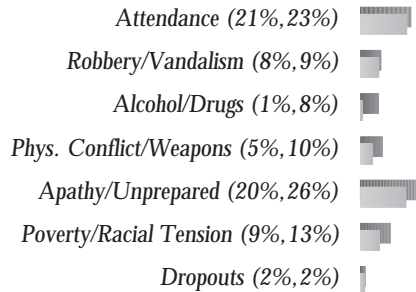 Attendance (21%,23%)
Robbery/Vandalism (8%,9%)
Alcohol/Drugs (1%,8%)
Phys. Conflict/Weapons (5%,10%)
Apathy/Unprepared (20%,26%)
Poverty/Racial Tension (9%,13%)
Dropouts (2%,2%)